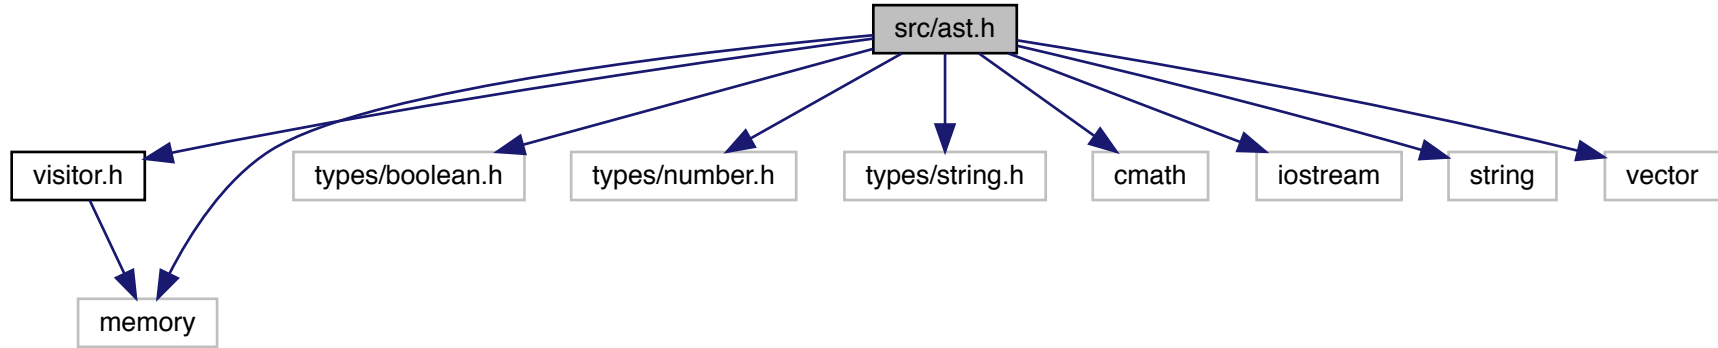 src/ast.h
visitor.h
types/boolean.h
types/number.h
types/string.h
cmath
iostream
string
vector
memory